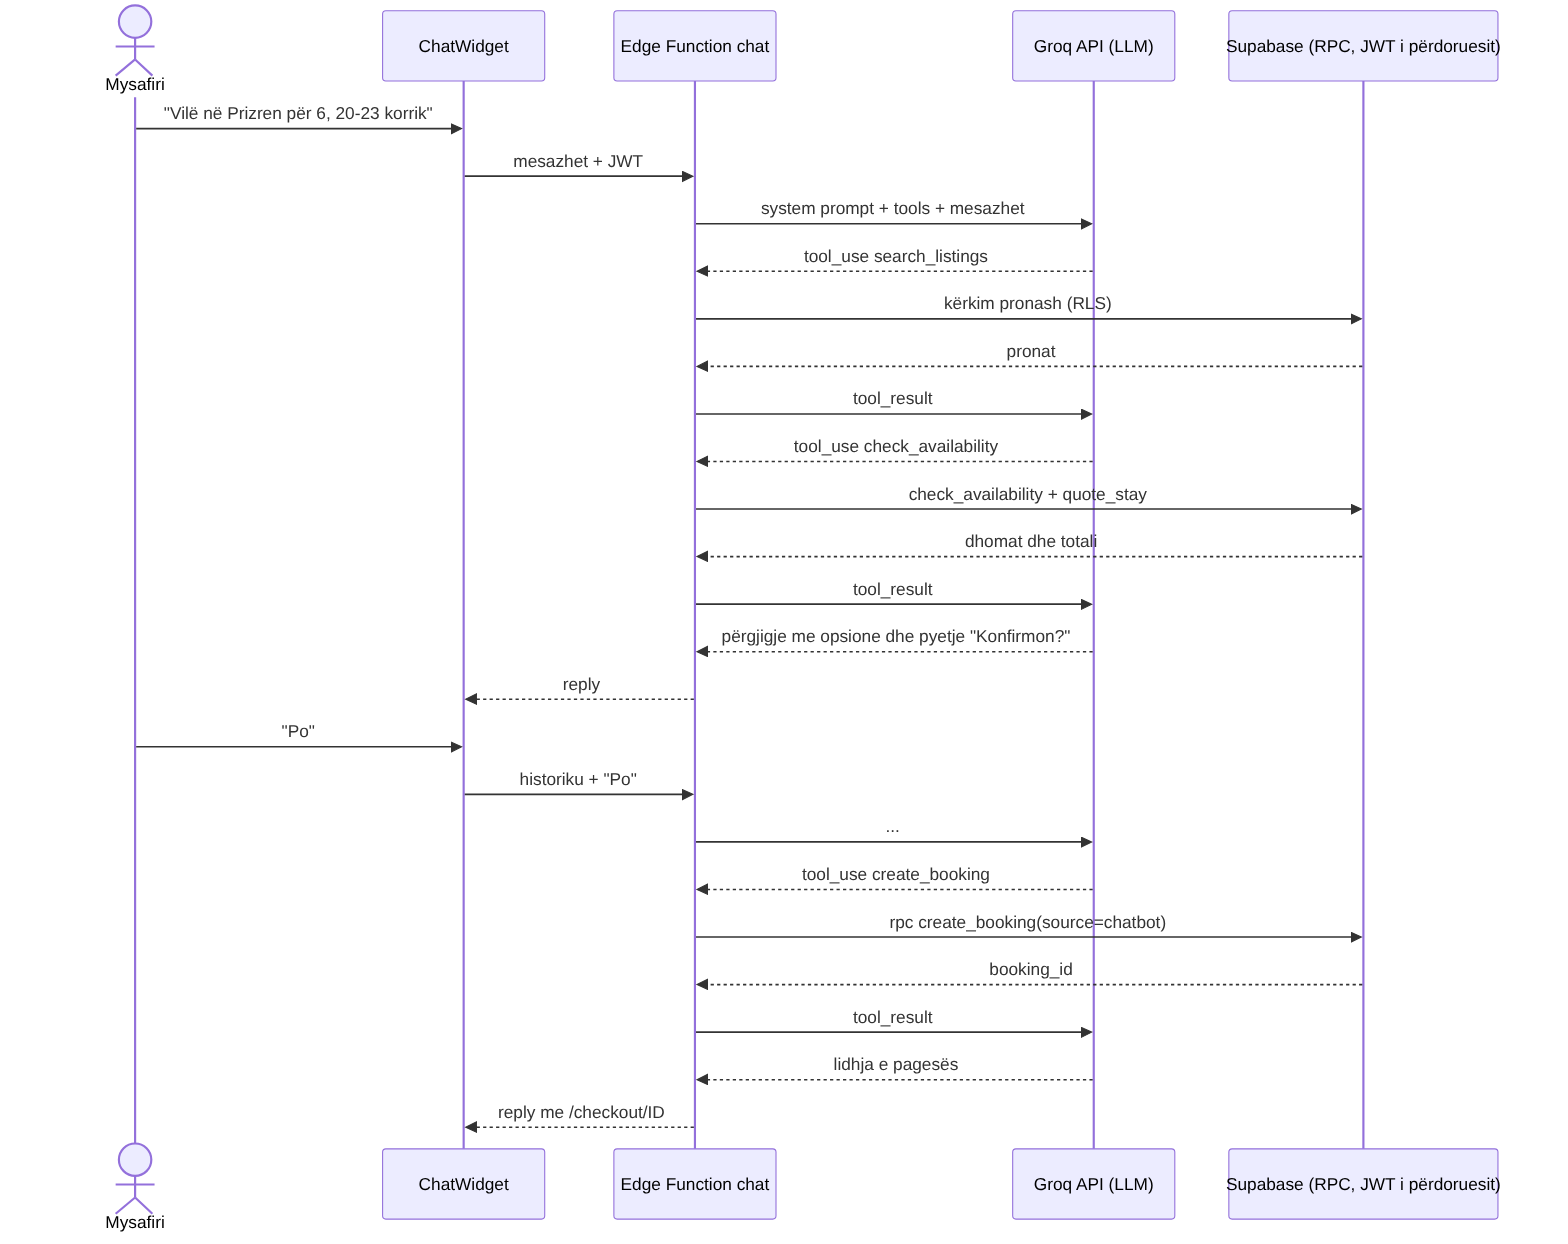 Mysafiri
ChatWidget
Edge Function chat
Groq API (LLM)
Supabase (RPC, JWT i përdoruesit)
"Vilë në Prizren për 6, 20-23 korrik"
mesazhet + JWT
system prompt + tools + mesazhet
tool_use search_listings
kërkim pronash (RLS)
pronat
tool_result
tool_use check_availability
check_availability + quote_stay
dhomat dhe totali
tool_result
përgjigje me opsione dhe pyetje "Konfirmon?"
reply
"Po"
historiku + "Po"
...
tool_use create_booking
rpc create_booking(source=chatbot)
booking_id
tool_result
lidhja e pagesës
reply me /checkout/ID
Mysafiri
ChatWidget
Edge Function chat
Groq API (LLM)
Supabase (RPC, JWT i përdoruesit)